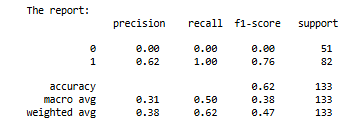 The report:
precision recall f1-score support
0 0.00 0.00 0.00 51
1 0.62 1.00 0.76 82
accuracy 0.62 133
macro avg 0.31 0.50 0.38 133
weighted avg 0.38 0.62 0.47 133